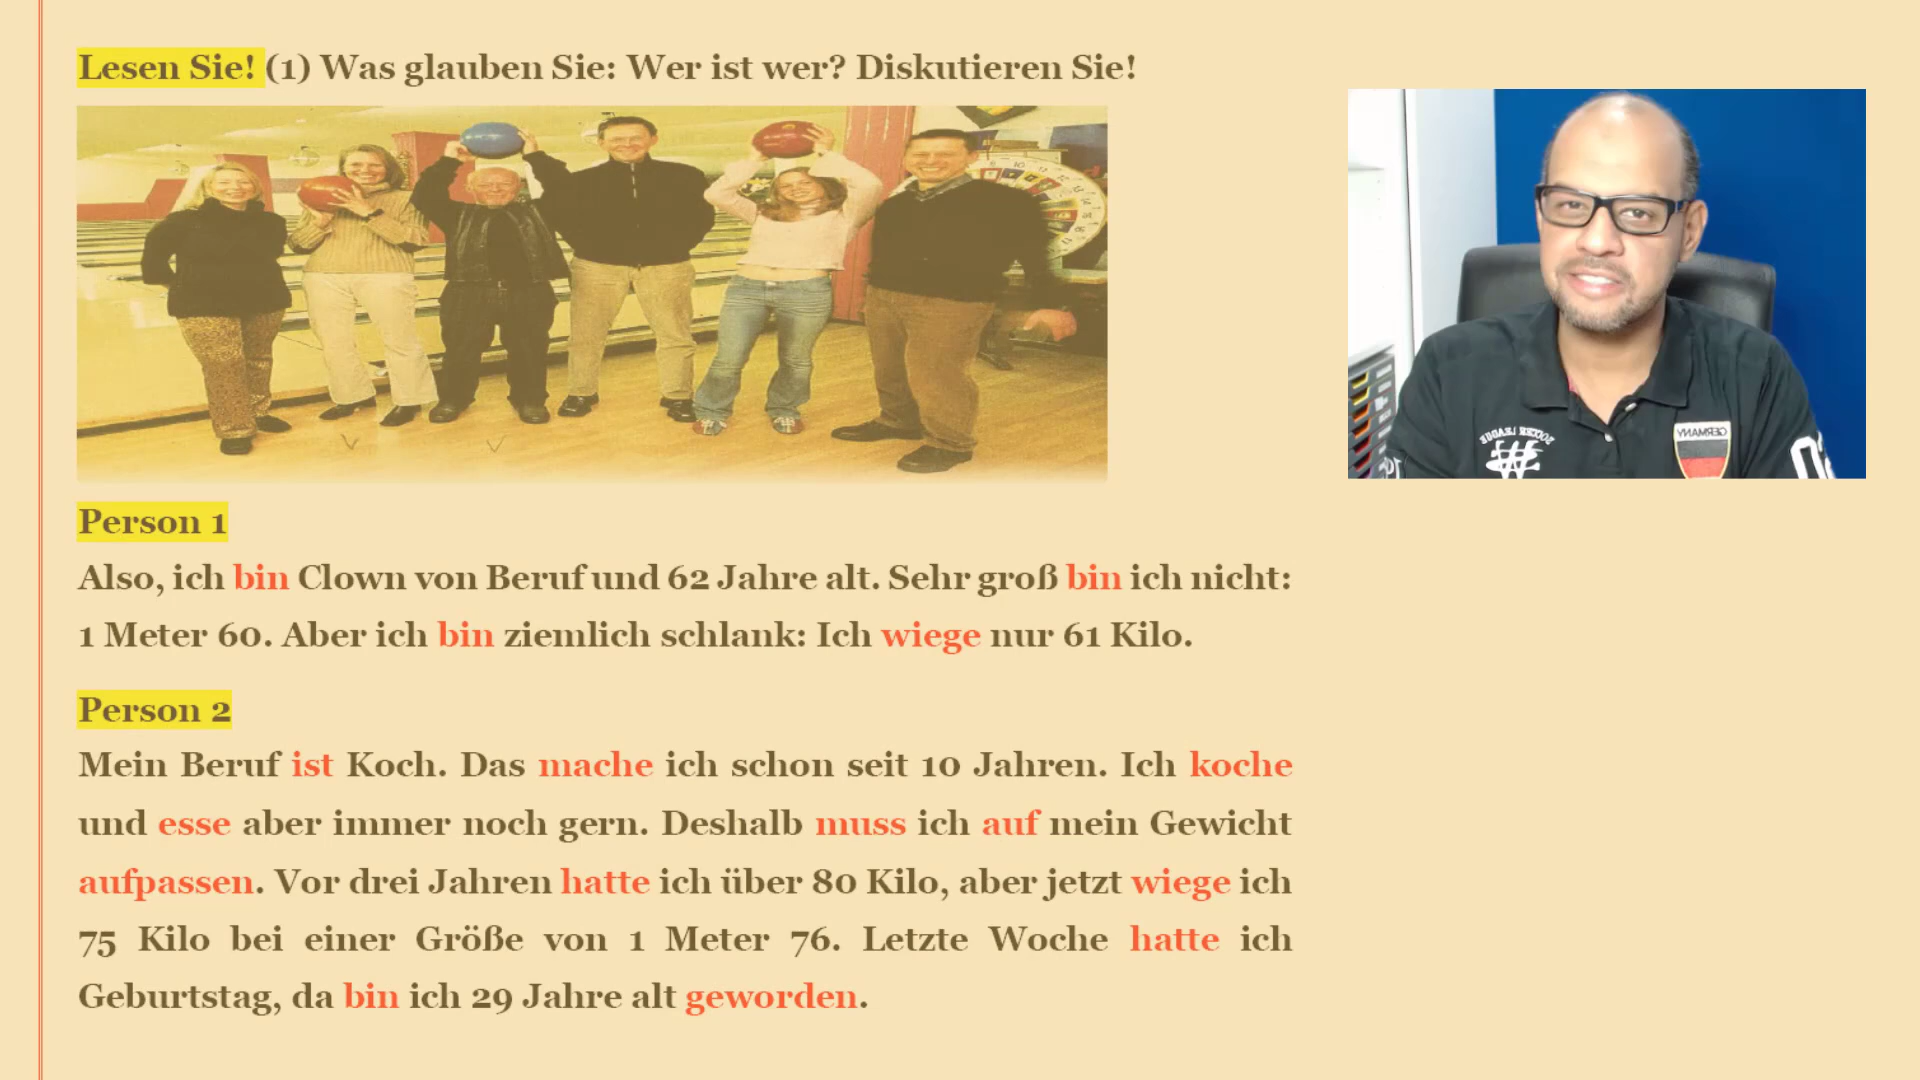 Lesen Sie! (1) Was glauben Sie: Wer ist wer? Diskutieren Sie!
SOCCER LEAGUE
GERMANY
Person 1
Also, ich bin Clown von Beruf und 62 Jahre alt. Sehr groß bin ich nicht:
1 Meter 60. Aber ich bin ziemlich schlank: Ich wiege nur 61 Kilo.
Person 2
Mein Beruf ist Koch. Das mache ich schon seit 10 Jahren. Ich koche
und esse aber immer noch gern. Deshalb muss ich auf mein Gewicht
aufpassen. Vor drei Jahren hatte ich über 80 Kilo, aber jetzt wiege ich
75 Kilo bei einer Größe von 1 Meter 76. Letzte Woche hatte ich
Geburtstag, da bin ich 29 Jahre alt geworden.